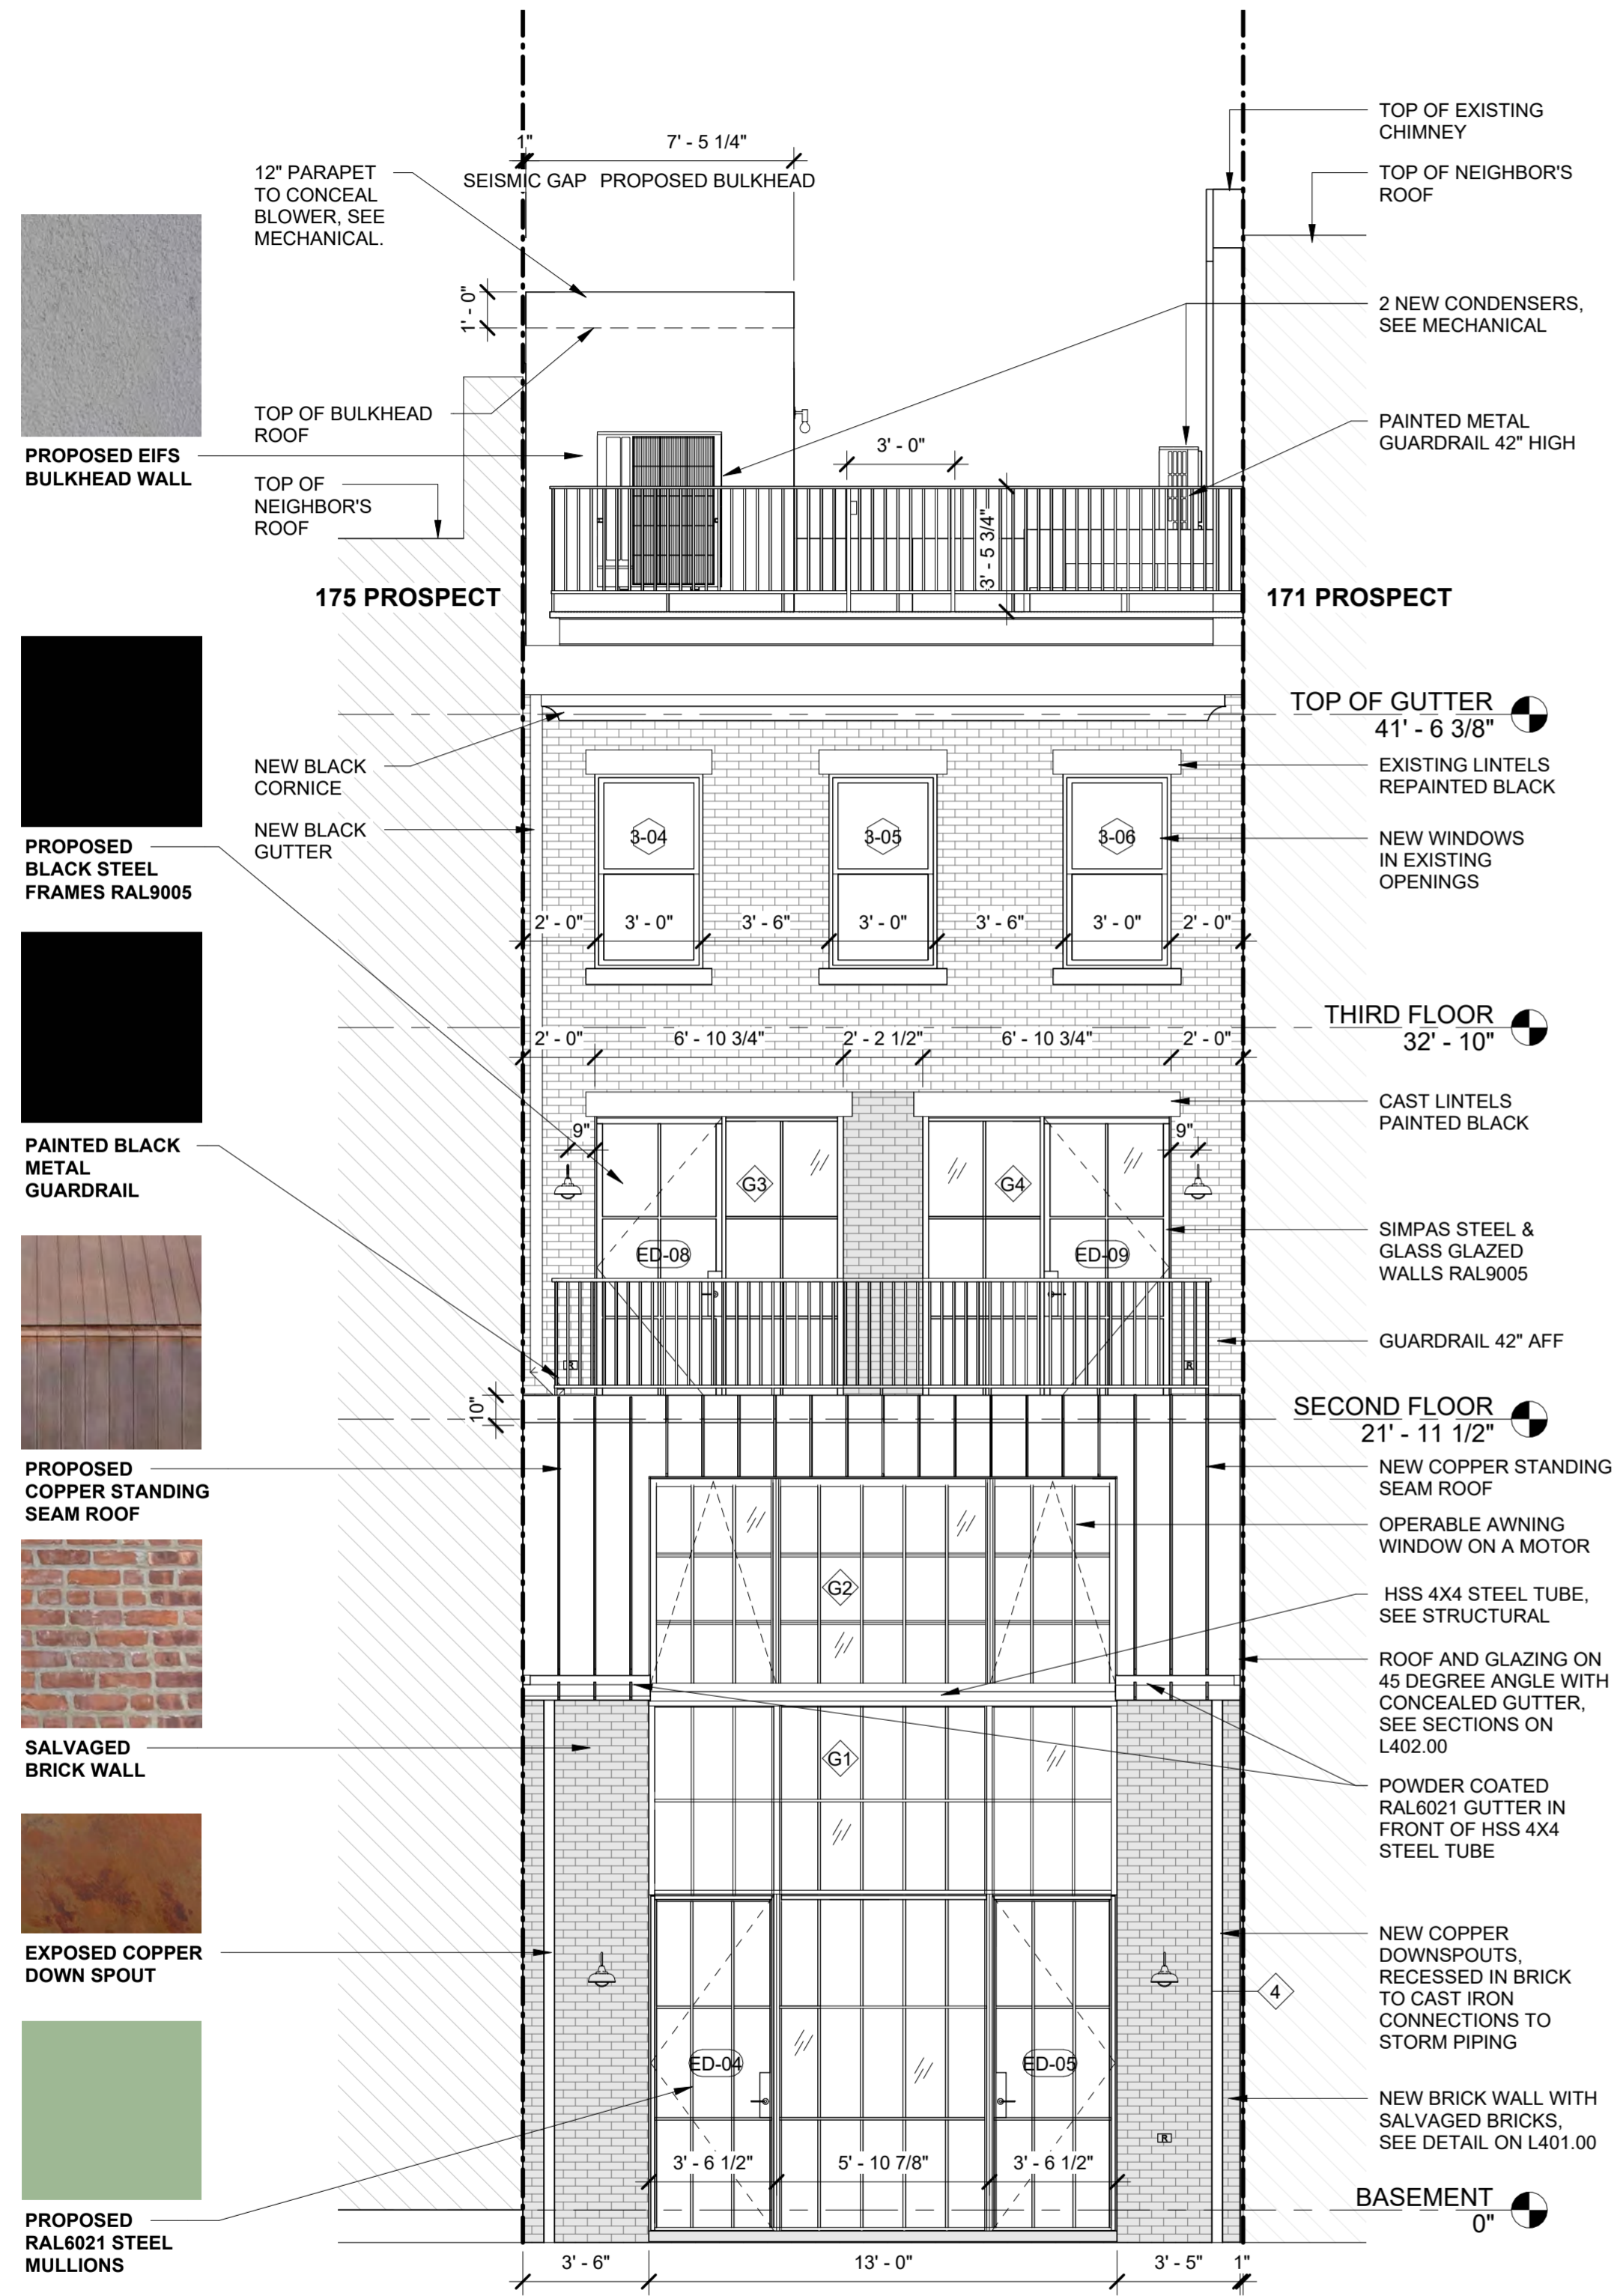 1"
7' - 5 1/4"
SEISMIC GAP
PROPOSED BULKHEAD
12" PARAPET
TO CONCEAL
BLOWER, SEE
MECHANICAL.
TOP OF EXISTING
CHIMNEY
TOP OF NEIGHBOR'S
ROOF
1' - 0"
2 NEW CONDENSERS,
SEE MECHANICAL
TOP OF BULKHEAD
ROOF
PAINTED METAL
GUARDRAIL 42" HIGH
PROPOSED EIFS
BULKHEAD WALL
3' - 0"
TOP OF
NEIGHBOR'S
ROOF
3' - 5 3/4"
175 PROSPECT
171 PROSPECT
TOP OF GUTTER
41' - 6 3/8"
NEW BLACK
CORNICE
EXISTING LINTELS
REPAINTED BLACK
NEW BLACK
GUTTER
3-04
3-05
3-06
NEW WINDOWS
IN EXISTING
OPENINGS
PROPOSED
BLACK STEEL
FRAMES RAL9005
2' - 0"
3' - 0"
3' - 6"
3' - 0"
3' - 6"
3' - 0"
2' - 0"
THIRD FLOOR
32' - 10"
2' - 0"
6' - 10 3/4"
2' - 2 1/2"
6' - 10 3/4"
2' - 0"
CAST LINTELS
PAINTED BLACK
9"
9"
PAINTED BLACK
METAL
GUARDRAIL
G3
G4
ED-08
ED-09
SIMPAS STEEL &
GLASS GLAZED
WALLS RAL9005
GUARDRAIL 42" AFF
10"
SECOND FLOOR
21' - 11 1/2"
PROPOSED
COPPER STANDING
SEAM ROOF
NEW COPPER STANDING
SEAM ROOF
OPERABLE AWNING
WINDOW ON A MOTOR
G2
HSS 4X4 STEEL TUBE,
SEE STRUCTURAL
ROOF AND GLAZING ON
45 DEGREE ANGLE WITH
CONCEALED GUTTER,
SEE SECTIONS ON
L402.00
SALVAGED
BRICK WALL
G1
POWDER COATED
RAL6021 GUTTER IN
FRONT OF HSS 4X4
STEEL TUBE
EXPOSED COPPER
DOWN SPOUT
NEW COPPER
DOWNSPOUTS,
RECESSED IN BRICK
TO CAST IRON
CONNECTIONS TO
STORM PIPING
4
ED-04
ED-05
NEW BRICK WALL WITH
SALVAGED BRICKS,
SEE DETAIL ON L401.00
3' - 6 1/2"
5' - 10 7/8"
3' - 6 1/2"
PROPOSED
RAL6021 STEEL
MULLIONS
BASEMENT
0"
3' - 6"
13' - 0"
3' - 5"
1"